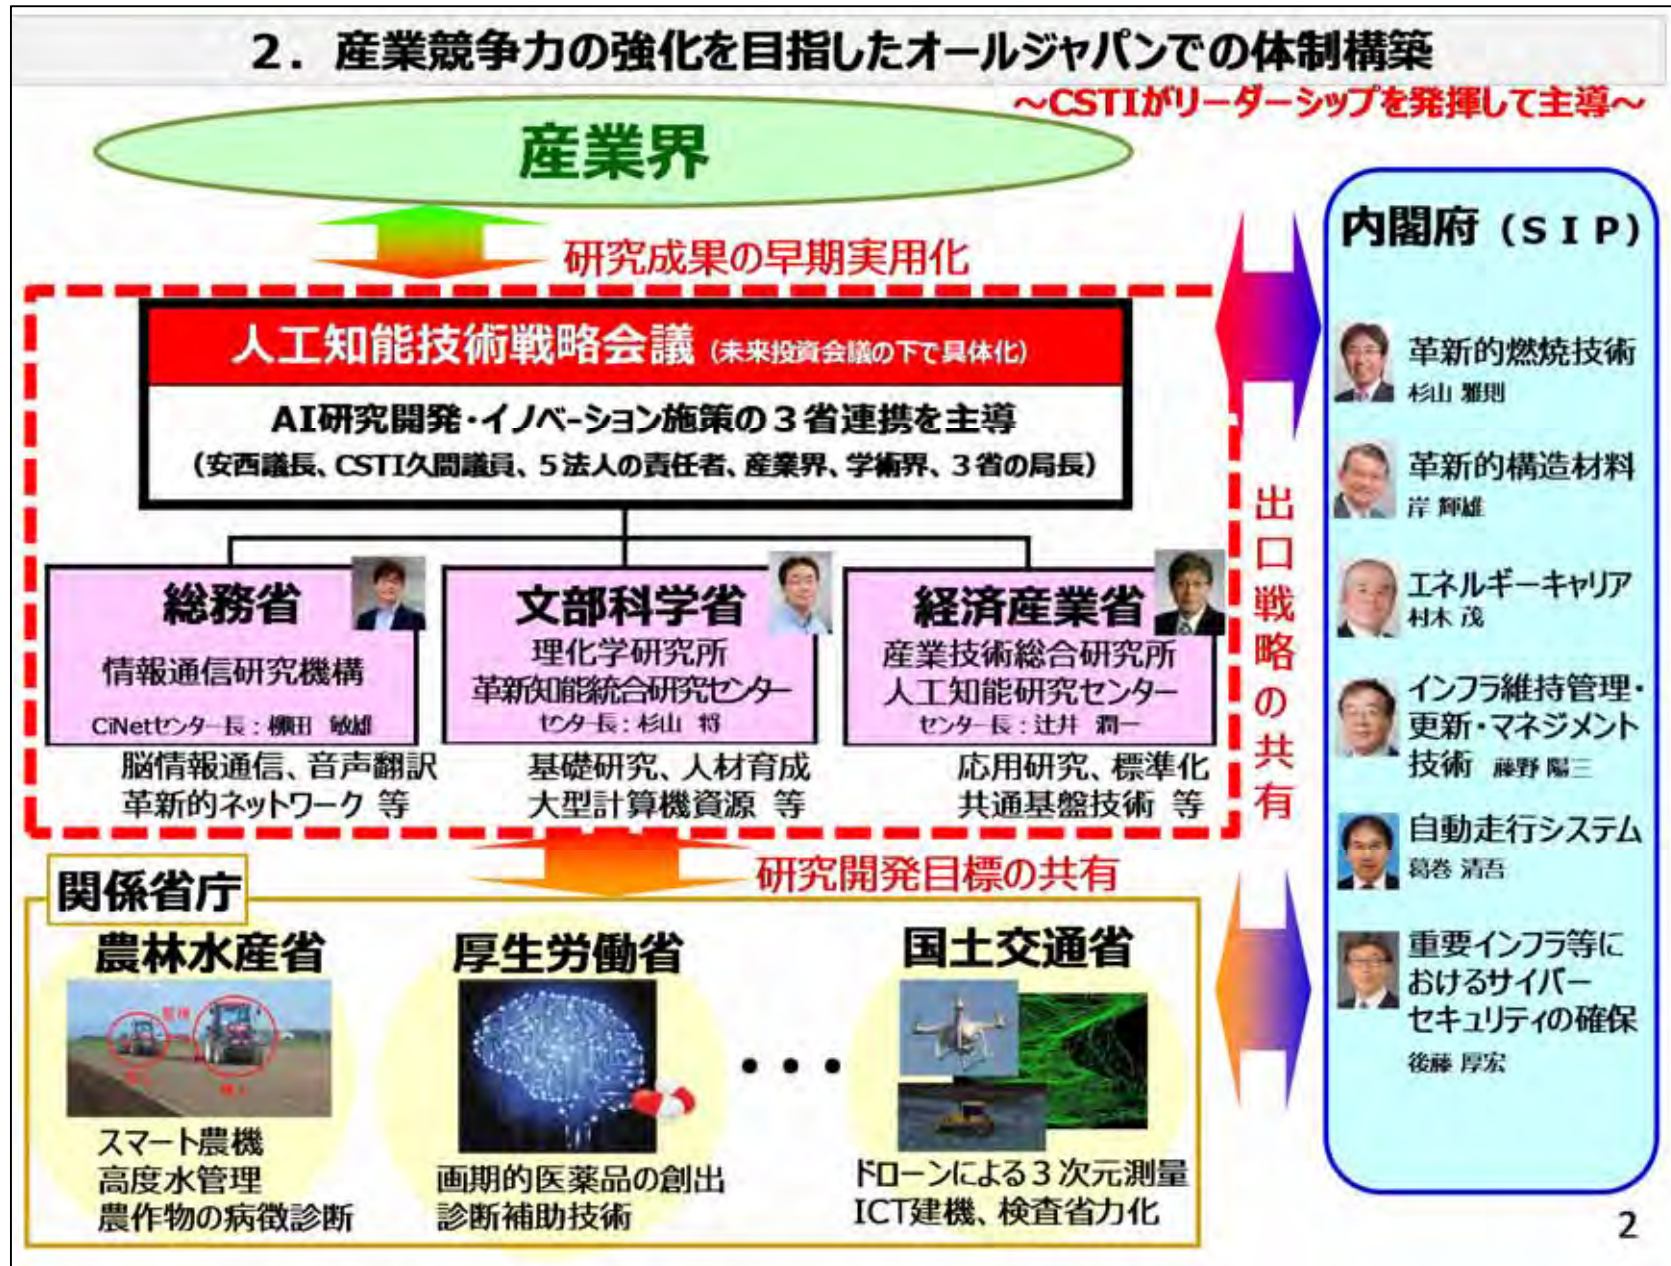 2．産業競争力の強化を目指したオールジャパンでの体制構築
～CSTIがリーダーシップを発揮して主導～
産業界
研究成果の早期実用化
人工知能技術戦略会議（未来投資会議の下で具体化）
AI研究開発・イノベーション施策の３省連携を主導
（安西議長、CSTI久間議員、５法人の責任者、産業界、学術界、３省の局長）
総務省
情報通信研究機構
CiNetセンター長：柳田 敏雄
脳情報通信、音声翻訳
革新的ネットワーク 等
文部科学省
理化学研究所
革新知能統合研究センター
センター長：杉山 将
基礎研究、人材育成
大型計算機資源 等
経済産業省
産業技術総合研究所
人工知能研究センター
センター長：辻井 潤一
応用研究、標準化
共通基盤技術 等
出口戦略の共有
研究開発目標の共有
関係省庁
農林水産省
スマート農機
高度水管理
農作物の病徴診断
厚生労働省
画期的医薬品の創出
診断補助技術
・・・
国土交通省
ドローンによる３次元測量
ICT建機、検査省力化
内閣府（ＳＩＰ）
革新的燃焼技術
杉山 雅則
革新的構造材料
岸 輝雄
エネルギーキャリア
村木 茂
インフラ維持管理・
更新・マネジメント
技術 藤野 陽三
自動走行システム
葛巻 清吾
重要インフラ等に
おけるサイバー
セキュリティの確保
後藤 厚宏
2